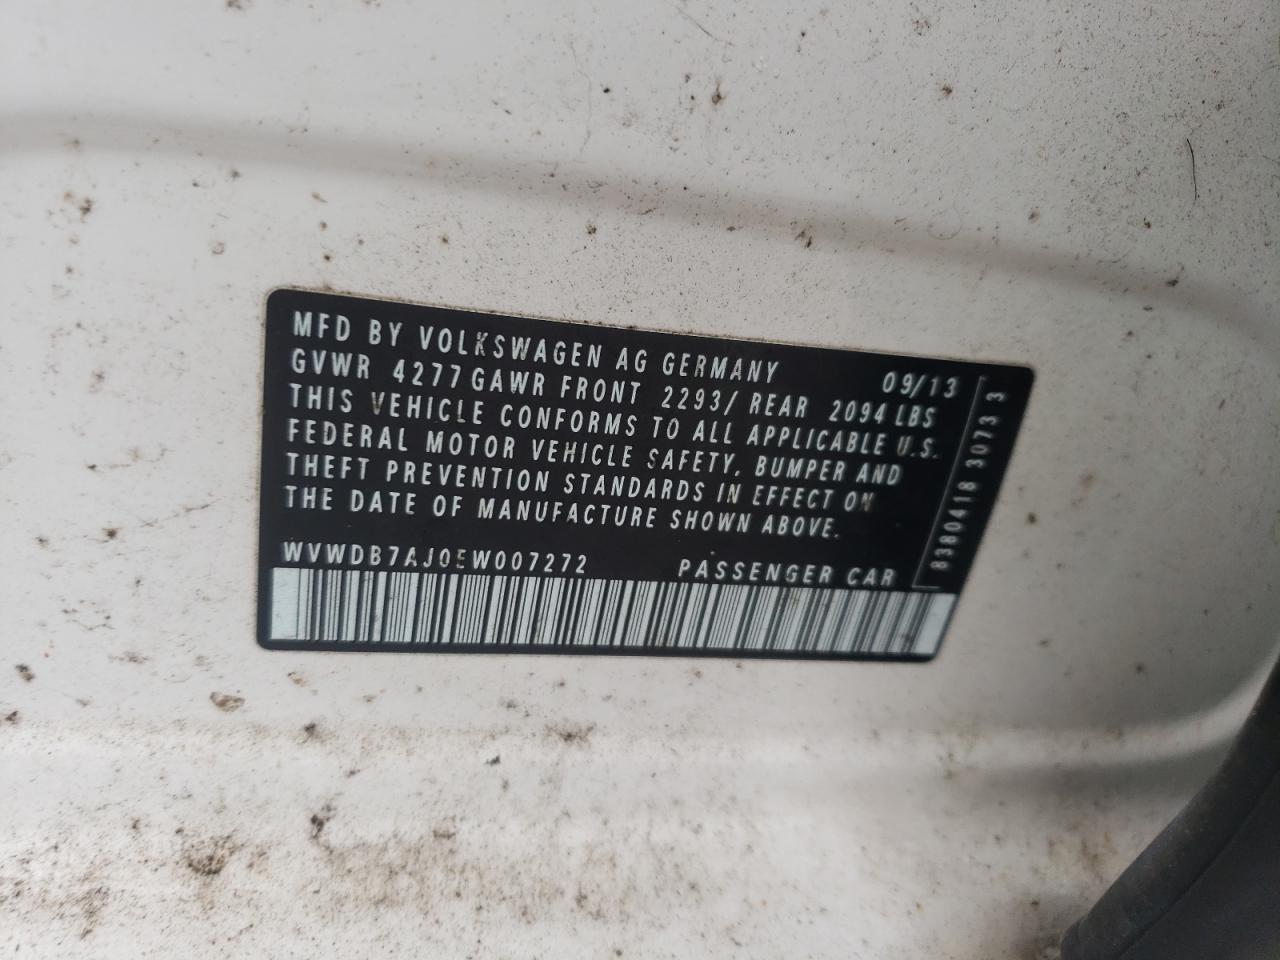 MFD BY VOLKSWAGEN AG GERMANY 09/13
GVWR 4277 GAWR FRONT 2293/ REAR 2094 LBS
THIS VEHICLE CONFORMS TO ALL APPLICABLE U.S.
FEDERAL MOTOR VEHICLE SAFETY, BUMPER AND
THEFT PREVENTION STANDARDS IN EFFECT ON
THE DATE OF MANUFACTURE SHOWN ABOVE.
WVWDB7AJ0EW007272 PASSENGER CAR
8380418 3073 3